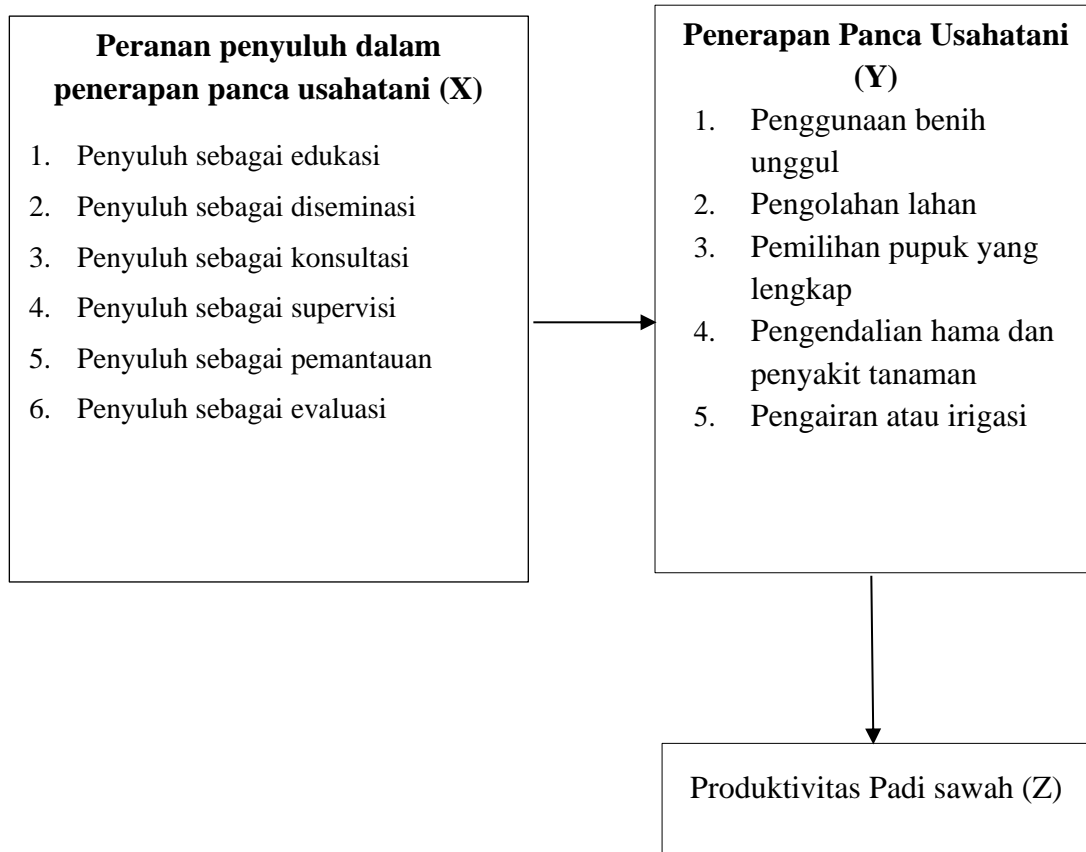 Peranan penyuluh dalam
penerapan panca usahatani (X)
1. Penyuluh sebagai edukasi
2. Penyuluh sebagai diseminasi
3. Penyuluh sebagai konsultasi
4. Penyuluh sebagai supervisi
5. Penyuluh sebagai pemantauan
6. Penyuluh sebagai evaluasi
Penerapan Panca Usahatani
(Y)
1. Penggunaan benih
unggul
2. Pengolahan lahan
3. Pemilihan pupuk yang
lengkap
4. Pengendalian hama dan
penyakit tanaman
5. Pengairan atau irigasi
Produktivitas Padi sawah (Z)